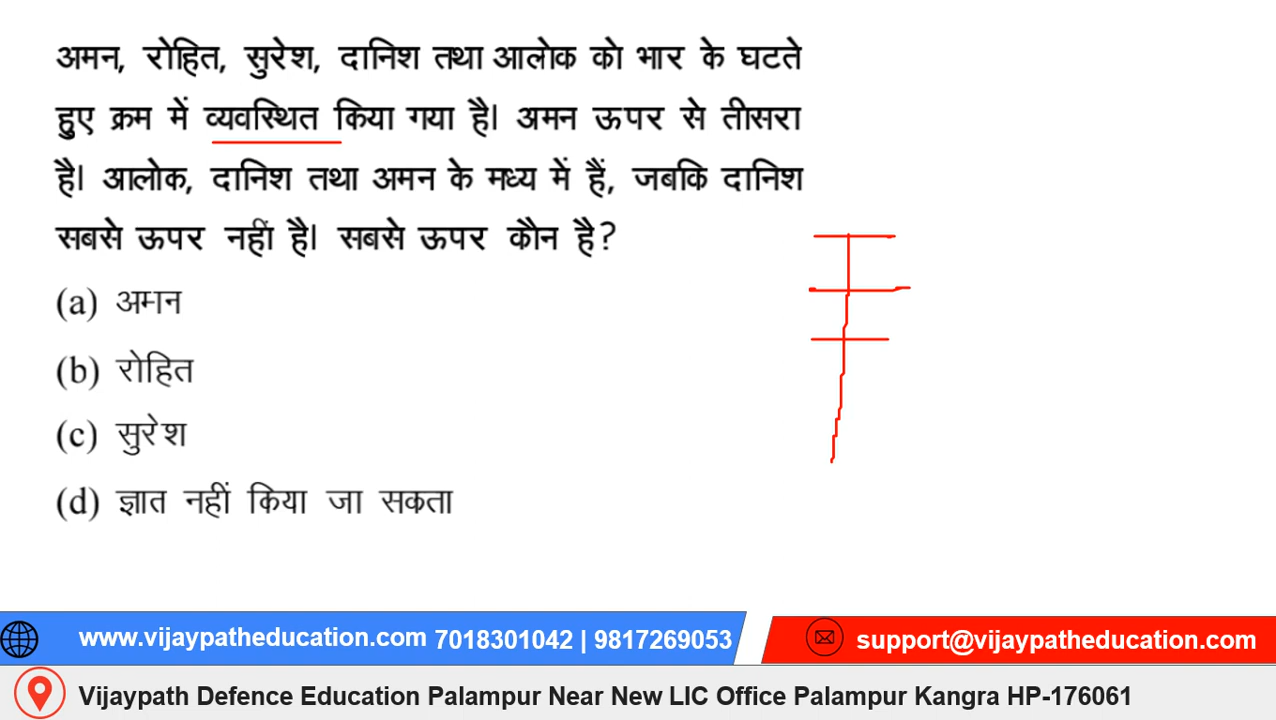 अमन, रोहित, सुरेश, दानिश तथा आलोक को भार के घटते
हुए क्रम में व्यवस्थित किया गया है। अमन ऊपर से तीसरा
है। आलोक, दानिश तथा अमन के मध्य में हैं, जबकि दानिश
सबसे ऊपर नहीं है। सबसे ऊपर कौन है?
(a) अमन
(b) रोहित
(c) सुरेश
(d) ज्ञात नहीं किया जा सकता
www.vijaypatheducation.com 7018301042 | 9817269053 support@vijaypatheducation.com
Vijaypath Defence Education Palampur Near New LIC Office Palampur Kangra HP-176061